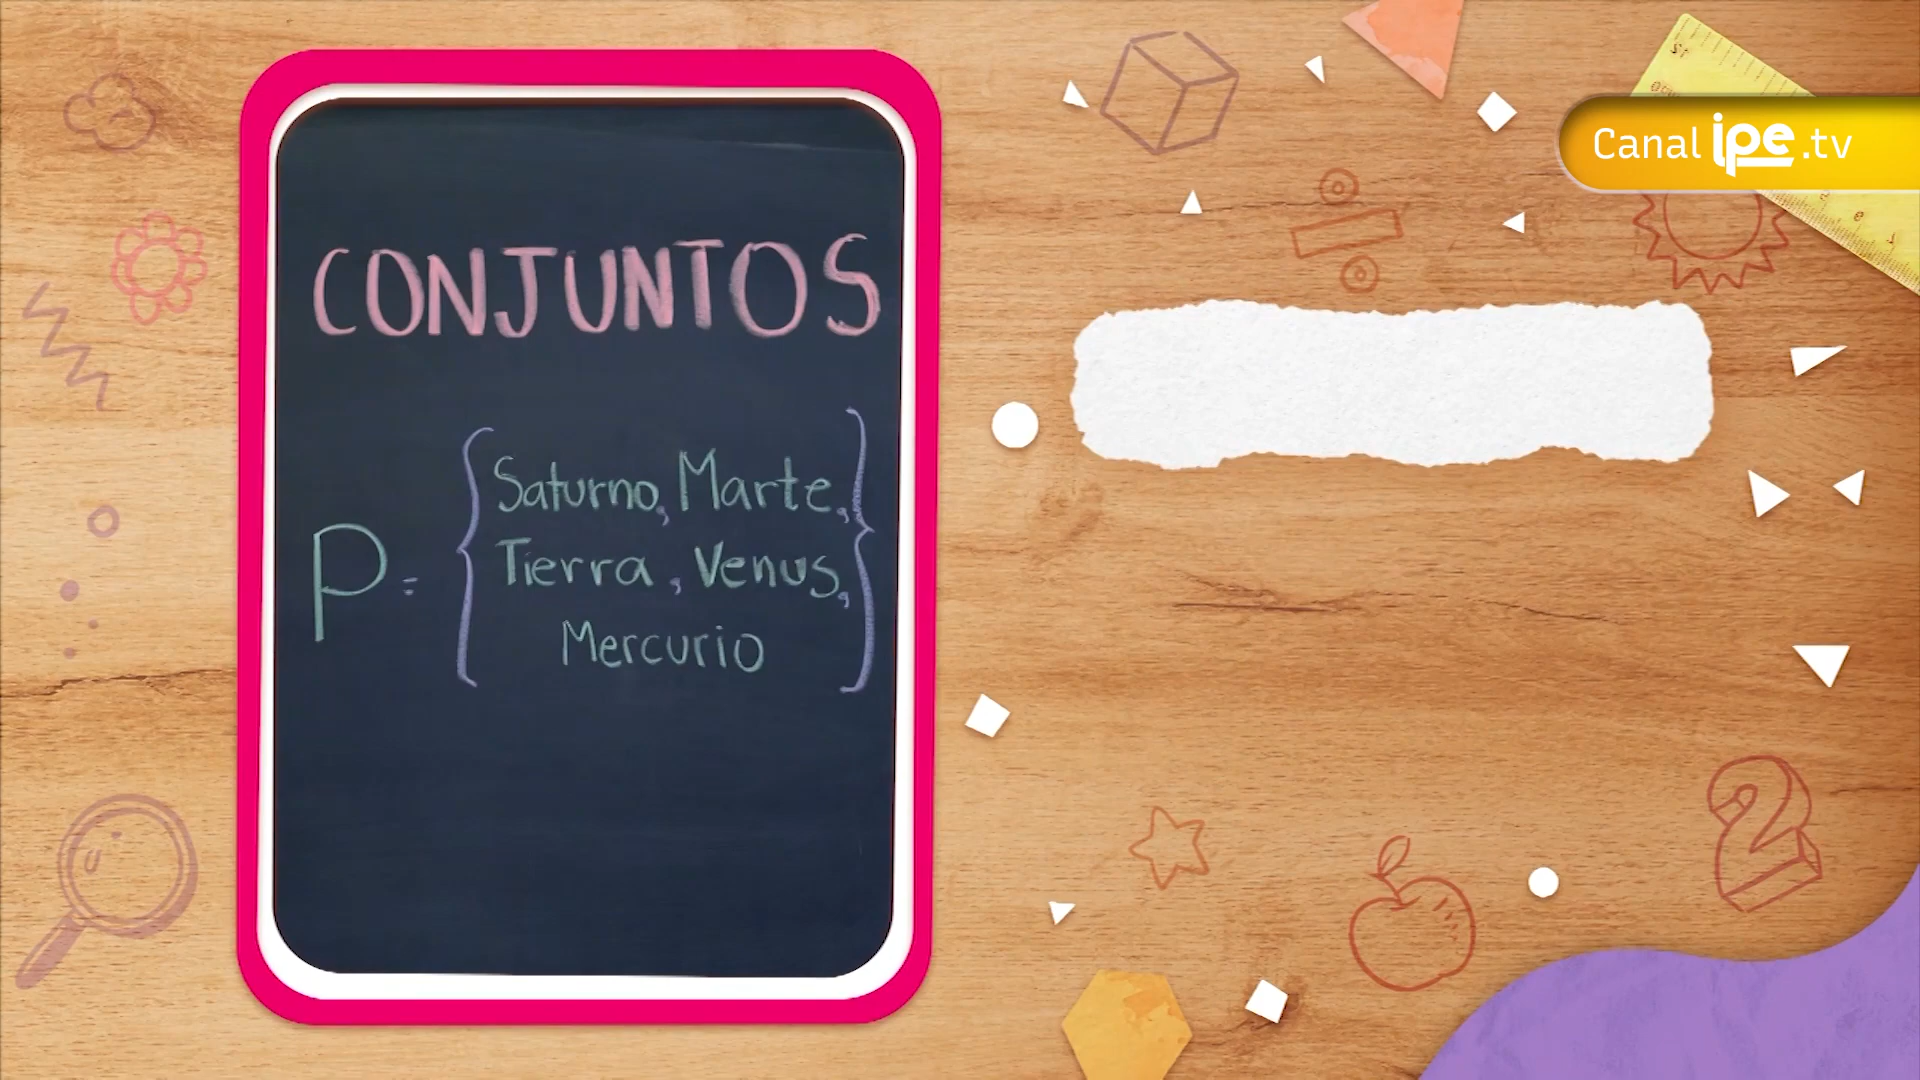 CONJUNTOS
P = { Saturno, Marte,
Tierra, Venus,
Mercurio }
Canal ipe.tv